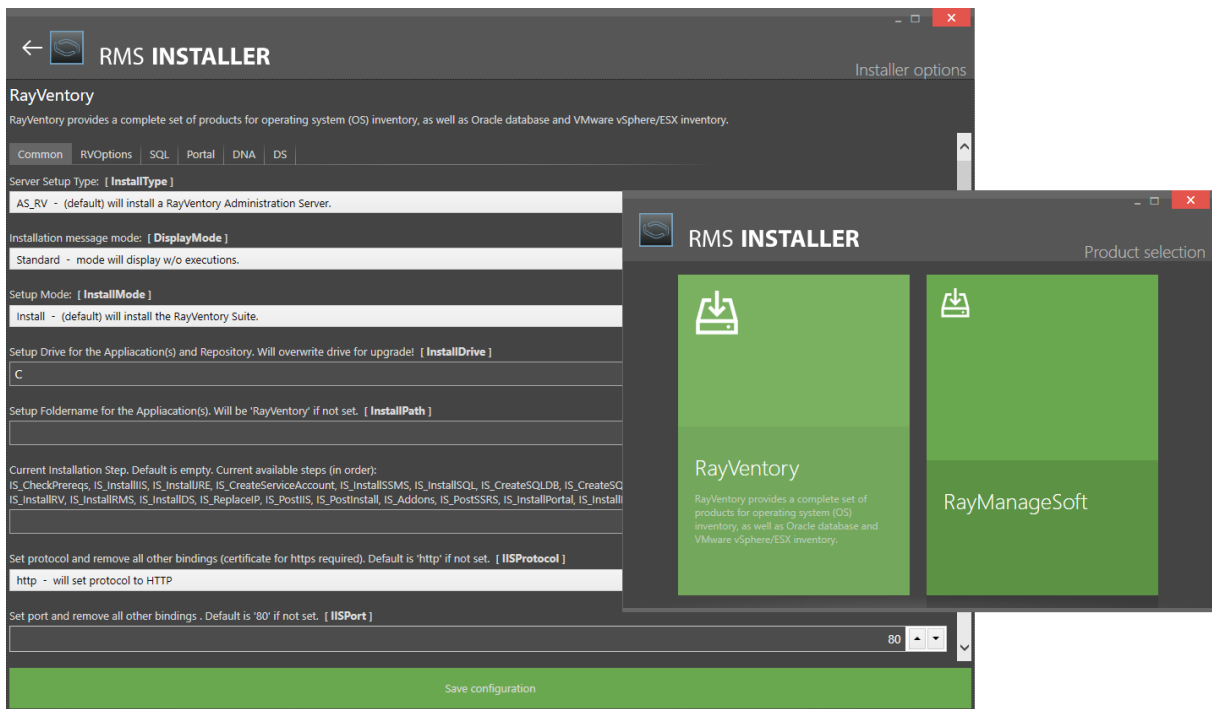 RMS INSTALLER
Installer options
RayVentory
RayVentory provides a complete set of products for operating system (OS) inventory, as well as Oracle database and VMware vSphere/ESX inventory.
Common RVOptions SQL Portal DNA DS
Server Setup Type: [ InstallType ]
AS_RV - (default) will install a RayVentory Administration Server.
Installation message mode: [ DisplayMode ]
Standard - mode will display w/o executions.
Setup Mode: [ InstallMode ]
Install - (default) will install the RayVentory Suite.
Setup Drive for the Appliacation(s) and Repository. Will overwrite drive for upgrade! [ InstallDrive ]
C
Setup Foldername for the Appliacation(s). Will be 'RayVentory' if not set. [ InstallPath ]
Current Installation Step. Default is empty. Current available steps (in order):
IS_CheckPrereqs, IS_InstallIIS, IS_InstallJRE, IS_CreateServiceAccount, IS_InstallSSMS, IS_InstallSQL, IS_CreateSQLDB, IS_CreateSQ
IS_InstallRV, IS_InstallRMS, IS_InstallDS, IS_ReplaceIP, IS_PostIIS, IS_PostInstall, IS_Addons, IS_PostSSRS, IS_InstallPortal,
Set protocol and remove all other bindings (certificate for https required). Default is 'http' if not set. [ IISProtocol ]
http - will set protocol to HTTP
Set port and remove all other bindings . Default is '80' if not set. [ IISPort ]
80
Save configuration
RMS INSTALLER
Product selection
RayVentory
RayVentory provides a complete set of
products for operating system (OS)
inventory, as well as Oracle database and
VMware vSphere/ESX inventory.
RayManageSoft